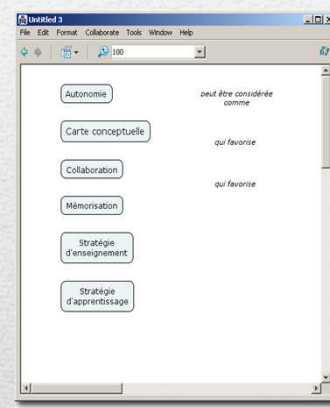 Untitled 3
File Edit Format Collaborate Tools Window Help
100
Autonomie
peut être considérée
comme
Carte conceptuelle
qui favorise
Collaboration
qui favorise
Mémorisation
Stratégie
d'enseignement
Stratégie
d'apprentissage